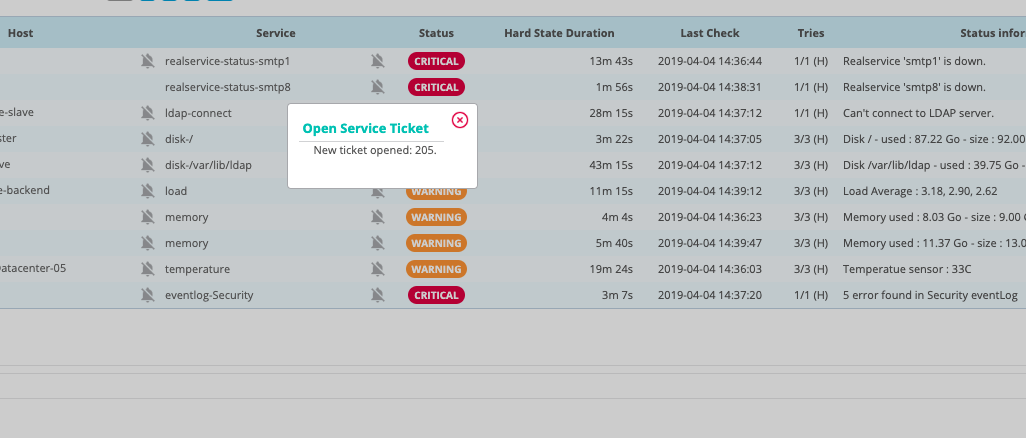 Host Service Status Hard State Duration Last Check Tries Status infor
realservice-status-smtp1 CRITICAL 13m 43s 2019-04-04 14:36:44 1/1 (H) Realservice 'smtp1' is down.
realservice-status-smtp8 CRITICAL 1m 56s 2019-04-04 14:38:31 1/1 (H) Realservice 'smtp8' is down.
e-slave ldap-connect 28m 15s 2019-04-04 14:37:12 1/1 (H) Can't connect to LDAP server.
ster disk-/ 3m 22s 2019-04-04 14:37:05 3/3 (H) Disk / - used : 87.22 Go - size : 92.00
ve disk-/var/lib/ldap 43m 15s 2019-04-04 14:37:12 3/3 (H) Disk /var/lib/ldap - used : 39.75 Go -
e-backend load WARNING 11m 15s 2019-04-04 14:39:12 3/3 (H) Load Average : 3.18, 2.90, 2.62
memory WARNING 4m 4s 2019-04-04 14:36:23 3/3 (H) Memory used : 8.03 Go - size : 9.00
memory WARNING 5m 40s 2019-04-04 14:39:47 3/3 (H) Memory used : 11.37 Go - size : 13.0
Datacenter-05 temperature WARNING 19m 24s 2019-04-04 14:36:03 3/3 (H) Temperatue sensor : 33C
eventlog-Security CRITICAL 3m 7s 2019-04-04 14:37:20 1/1 (H) 5 error found in Security eventLog
Open Service Ticket
New ticket opened: 205.